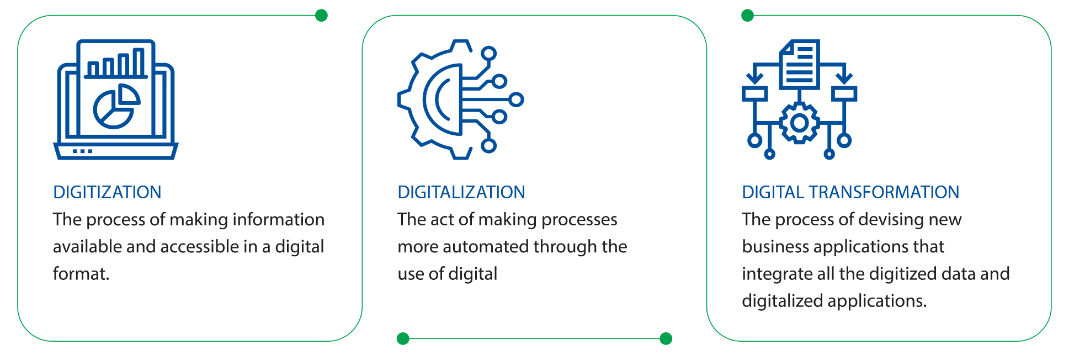 DIGITIZATION
The process of making information
available and accessible in a digital
format.
DIGITALIZATION
The act of making processes
more automated through the
use of digital
DIGITAL TRANSFORMATION
The process of devising new
business applications that
integrate all the digitized data and
digitalized applications.